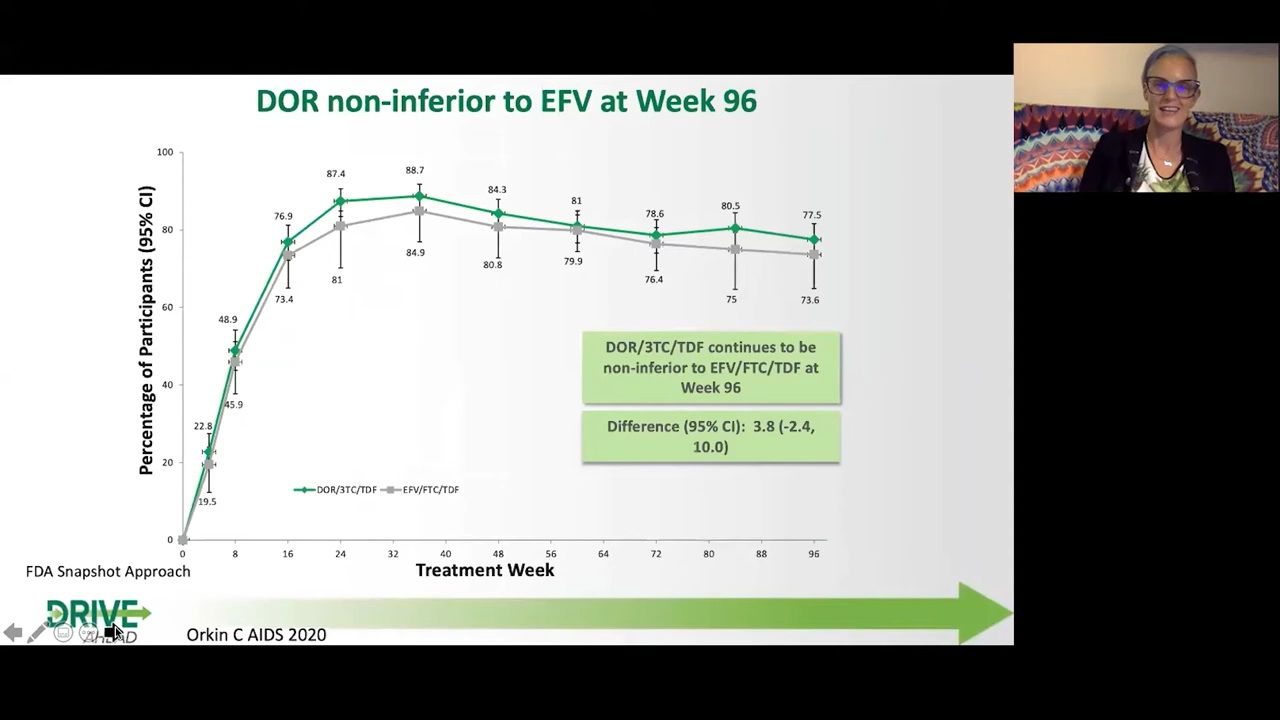 DOR non-inferior to EFV at Week 96
Percentage of Participants (95% CI)
100
80
60
40
20
0
22.8
48.9
76.9
87.4
88.7
84.3
81
78.6
80.5
77.5
19.5
45.9
73.4
81
84.9
80.8
79.9
76.4
75
73.6
DOR/3TC/TDF continues to be
non-inferior to EFV/FTC/TDF at
Week 96
Difference (95% CI): 3.8 (-2.4,
10.0)
DOR/3TC/TDF EFV/FTC/TDF
0 8 16 24 32 40 48 56 64 72 80 88 96
Treatment Week
FDA Snapshot Approach
DRIVE
AHEAD
Orkin C AIDS 2020